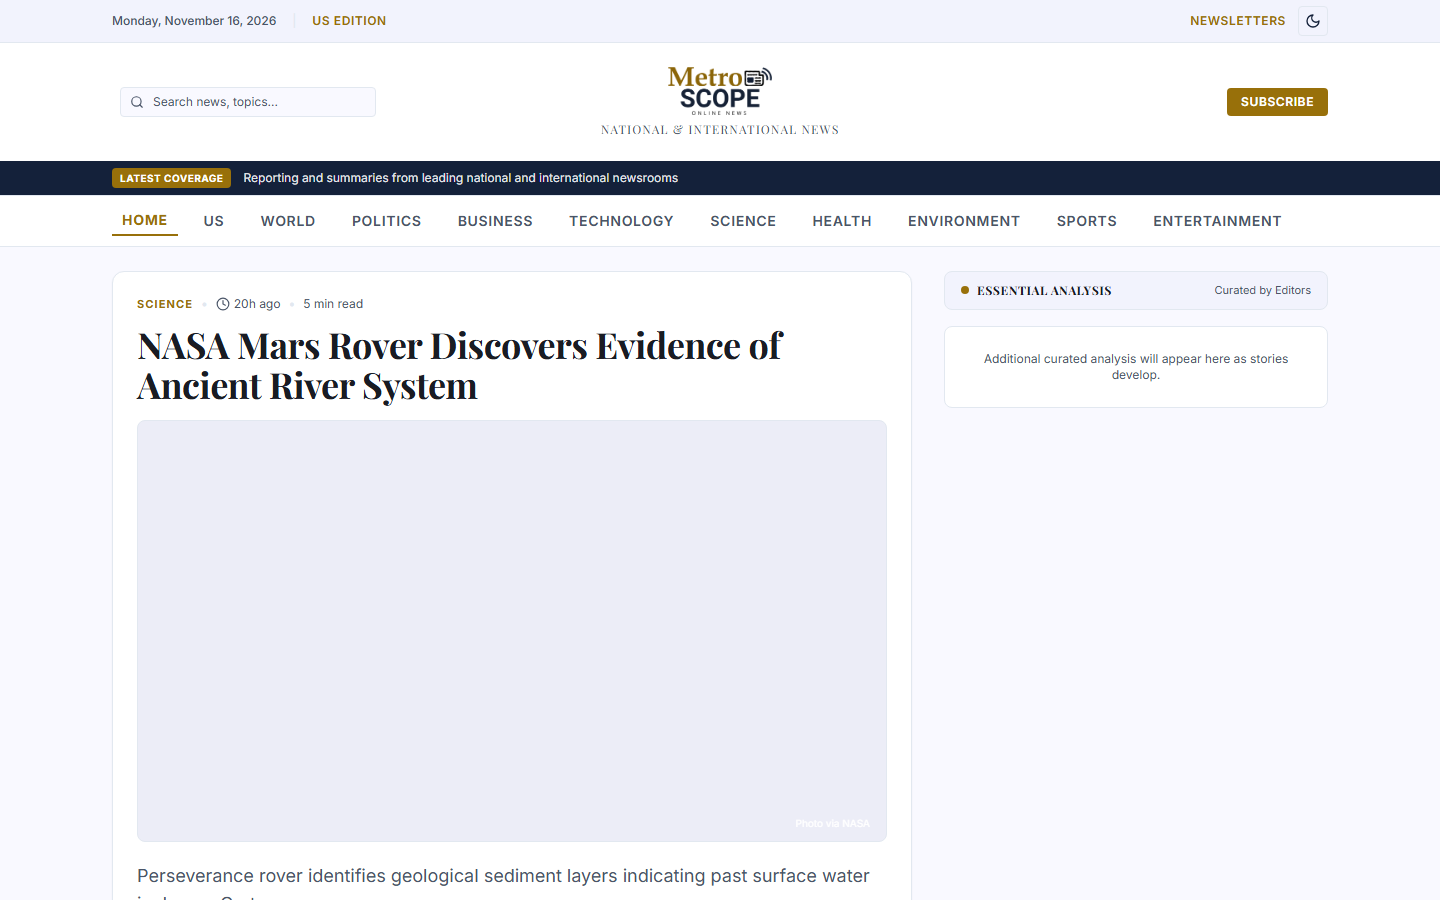 Monday, November 16, 2026
US EDITION
NEWSLETTERS
Search news, topics...
Metro
SCOPE
ONLINE NEWS
NATIONAL & INTERNATIONAL NEWS
SUBSCRIBE
LATEST COVERAGE
Reporting and summaries from leading national and international newsrooms
HOME
US
WORLD
POLITICS
BUSINESS
TECHNOLOGY
SCIENCE
HEALTH
ENVIRONMENT
SPORTS
ENTERTAINMENT
SCIENCE
20h ago
5 min read
NASA Mars Rover Discovers Evidence of
Ancient River System
Photo via NASA
Perseverance rover identifies geological sediment layers indicating past surface water
ESSENTIAL ANALYSIS
Curated by Editors
Additional curated analysis will appear here as stories
develop.